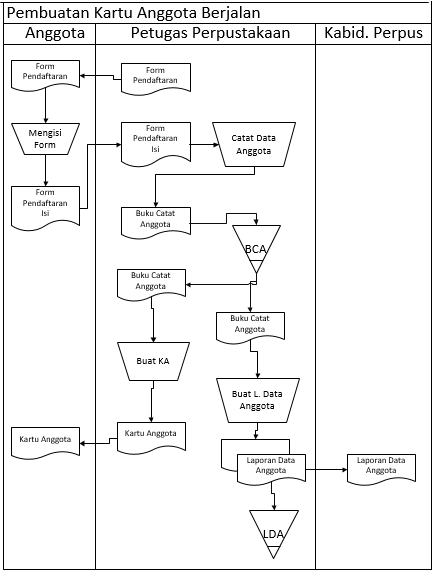 Pembuatan Kartu Anggota Berjalan
Anggota
Petugas Perpustakaan
Kabid. Perpus
Form
Pendaftaran
Form
Pendaftaran
Mengisi
Form
Form
Pendaftaran
Isi
Catat Data
Anggota
Form
Pendaftaran
Isi
Buku Catat
Anggota
BCA
Buku Catat
Anggota
Buku Catat
Anggota
Buat KA
Buat L. Data
Anggota
Kartu Anggota
Kartu Anggota
Laporan Data
Anggota
Laporan Data
Anggota
LDA